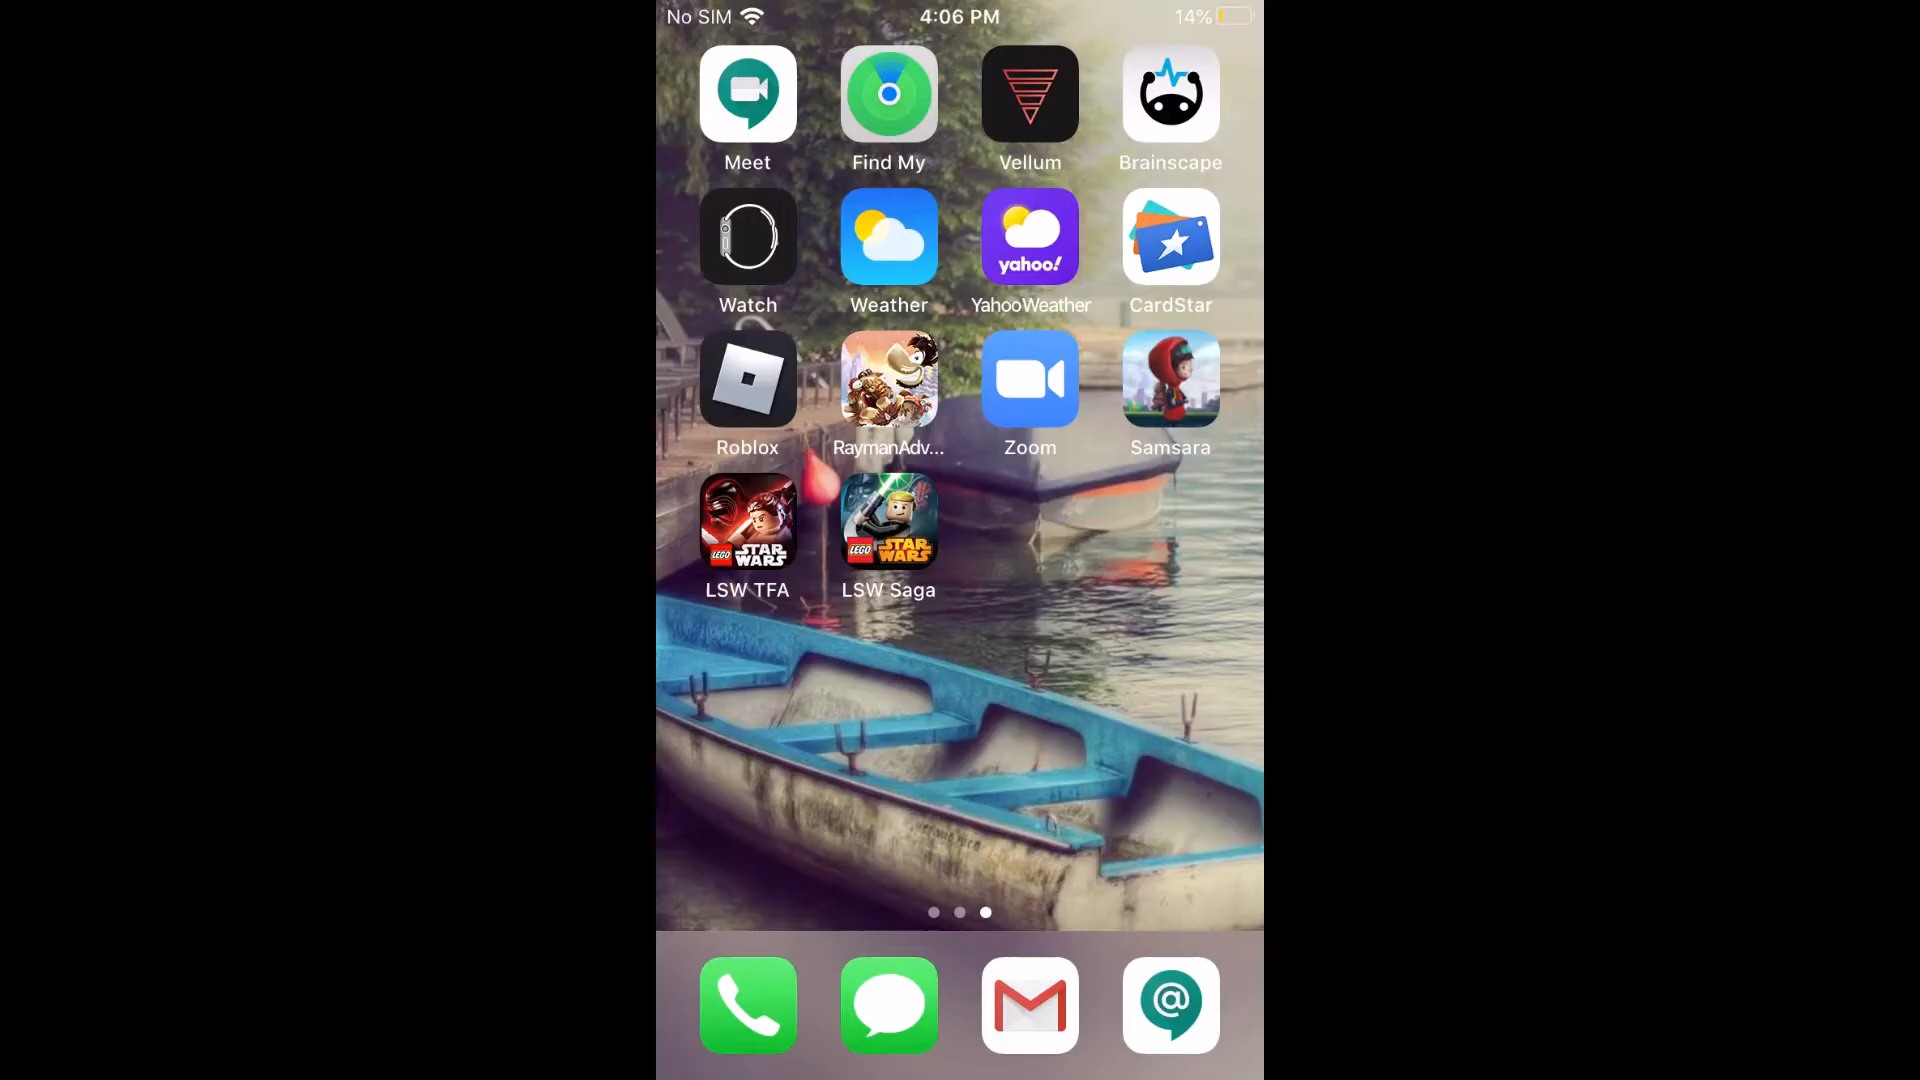 No SIM 4:06 PM 14%
Meet Find My Vellum Brainscape
yahoo!
Watch Weather YahooWeather CardStar
Roblox RaymanAdv... Zoom Samsara
LEGO STAR WARS LEGO STAR WARS
LSW TFA LSW Saga
@